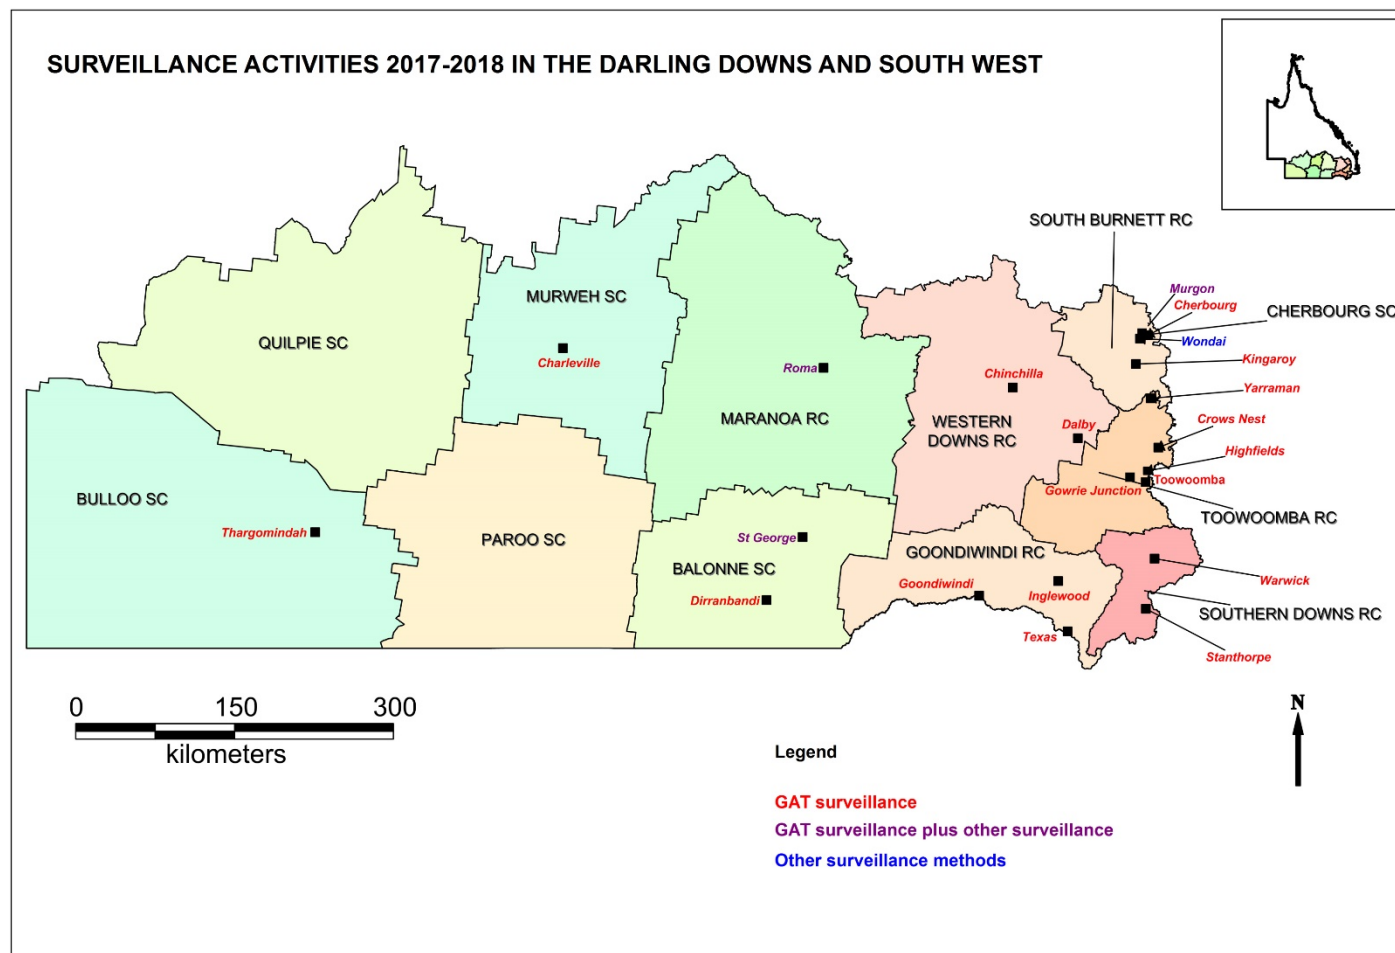 SURVEILLANCE ACTIVITIES 2017-2018 IN THE DARLING DOWNS AND SOUTH WEST
SOUTH BURNETT RC
Murgon
Cherbourg
CHERBOURG SC
Wondai
MURWEH SC
QUILPIE SC
Charleville
Roma
Chinchilla
Kingaroy
Yarraman
MARANOA RC
WESTERN
DOWNS RC
Dalby
Crows Nest
Highfields
Toowoomba
Gowrie Junction
TOOWOOMBA RC
BULLOO SC
Thargomindah
PAROO SC
St George
BALONNE SC
Dirranbandi
GOONDIWINDI RC
Goondiwindi
Inglewood
Texas
Warwick
SOUTHERN DOWNS RC
Stanthorpe
0 150 300
kilometers
N
Legend
GAT surveillance
GAT surveillance plus other surveillance
Other surveillance methods